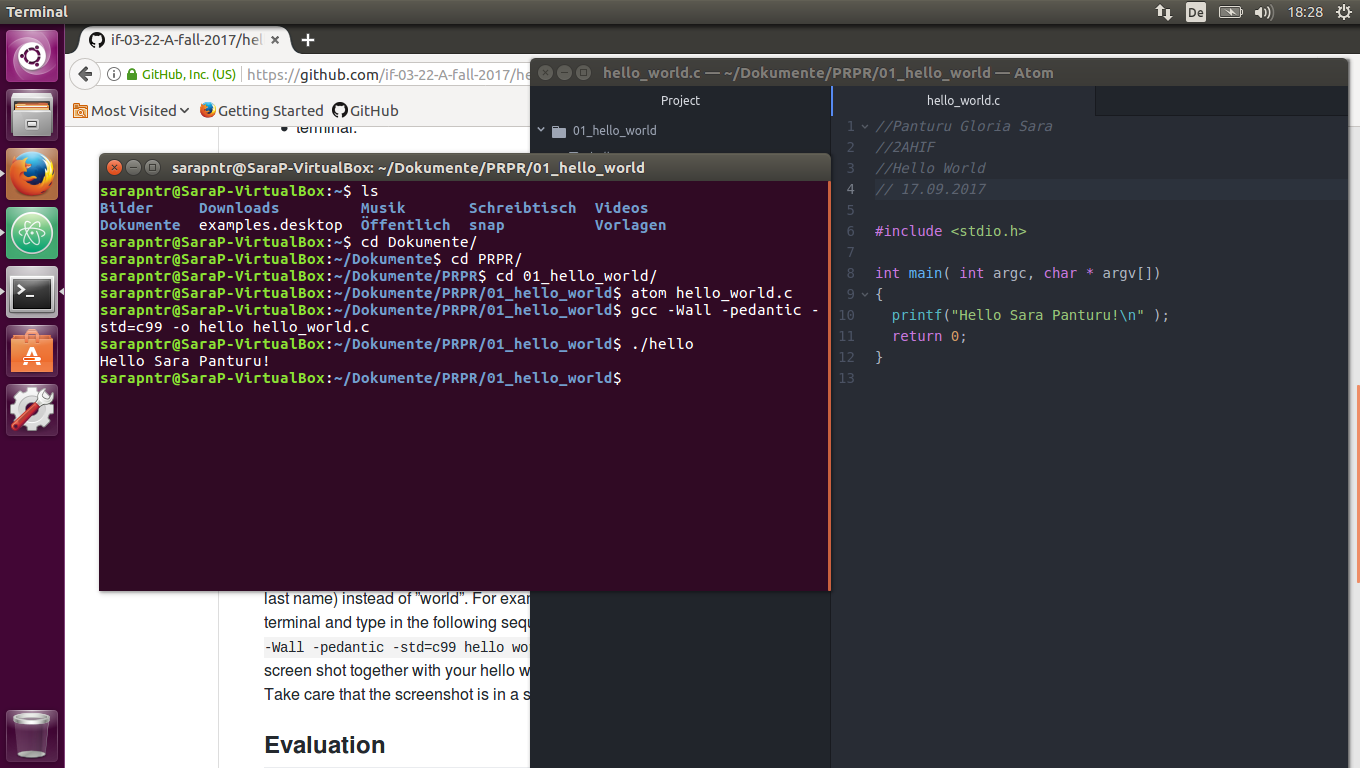 Terminal
De
18:28
if-03-22-A-fall-2017/hel
GitHub, Inc. (US)
https://github.com/if-03-22-A-fall-2017/he
Most Visited
Getting Started
GitHub
terminal.
hello_world.c — ~/Dokumente/PRPR/01_hello_world — Atom
Project
01_hello_world
hello_world.c
1 //Panturu Gloria Sara
2 //2AHIF
3 //Hello World
4 // 17.09.2017
5
6 #include <stdio.h>
7
8 int main( int argc, char * argv[])
9 {
10 printf("Hello Sara Panturu!\n" );
11 return 0;
12 }
13
sarapntr@SaraP-VirtualBox: ~/Dokumente/PRPR/01_hello_world
sarapntr@SaraP-VirtualBox:~$ ls
Bilder Downloads Musik Schreibtisch Videos
Dokumente examples.desktop Öffentlich snap Vorlagen
sarapntr@SaraP-VirtualBox:~$ cd Dokumente/
sarapntr@SaraP-VirtualBox:~/Dokumente$ cd PRPR/
sarapntr@SaraP-VirtualBox:~/Dokumente/PRPR$ cd 01_hello_world/
sarapntr@SaraP-VirtualBox:~/Dokumente/PRPR/01_hello_world$ atom hello_world.c
sarapntr@SaraP-VirtualBox:~/Dokumente/PRPR/01_hello_world$ gcc -Wall -pedantic -
std=c99 -o hello hello_world.c
sarapntr@SaraP-VirtualBox:~/Dokumente/PRPR/01_hello_world$ ./hello
Hello Sara Panturu!
sarapntr@SaraP-VirtualBox:~/Dokumente/PRPR/01_hello_world$
last name) instead of "world". For exam
terminal and type in the following sequ
-Wall -pedantic -std=c99 hello wo
screen shot together with your hello w
Take care that the screenshot is in a s
Evaluation